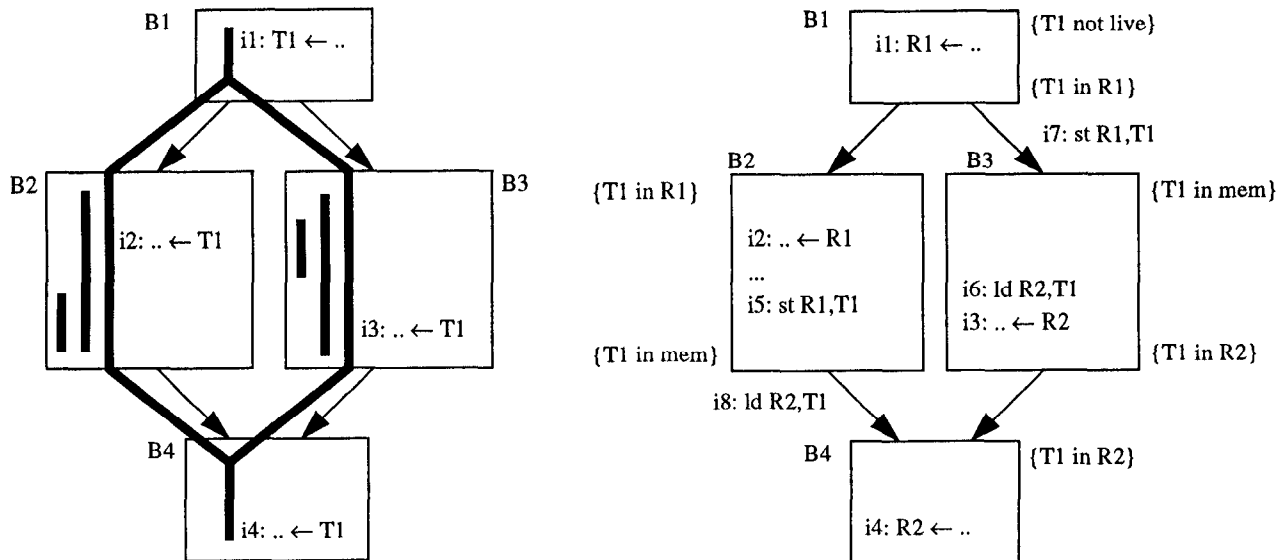 B1
i1: T1 ← ..
B2
i2: .. ← T1
B3
i3: .. ← T1
B4
i4: .. ← T1
B1
{T1 not live}
i1: R1 ← ..
{T1 in R1}
i7: st R1,T1
B2
B3
{T1 in R1}
{T1 in mem}
i2: .. ← R1
...
i5: st R1,T1
i6: ld R2,T1
i3: .. ← R2
{T1 in mem}
{T1 in R2}
i8: ld R2,T1
B4
{T1 in R2}
i4: R2 ← ..